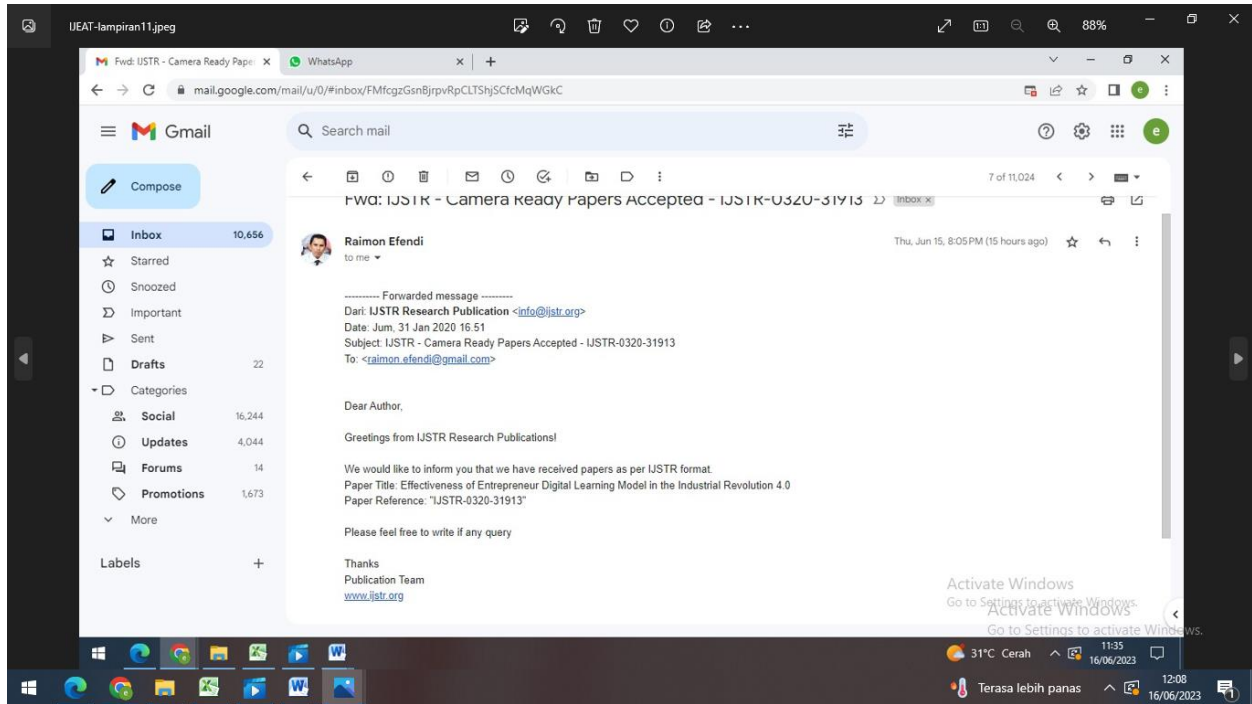 IJEAT-lampiran11.jpeg
88%
Fwd: IJSTR - Camera Ready Paper
WhatsApp
mail.google.com/mail/u/0/#inbox/FMfcgzGsnBjrpvRpCLTShjSCfcMqWGkC
e
Gmail
Search mail
e
Compose
7 of 11,024
Fwd: IJSTR - Camera Ready Papers Accepted - IJSTR-0320-31913
Inbox x
Inbox 10,656
Starred
Snoozed
Important
Sent
Drafts 22
Categories
Social 16,244
Updates 4,044
Forums 14
Promotions 1,673
More
Labels +
Raimon Efendi
Thu, Jun 15, 8:05 PM (15 hours ago)
to me
---------- Forwarded message ---------
Dari: IJSTR Research Publication <info@ijstr.org>
Date: Jum, 31 Jan 2020 16.51
Subject: IJSTR - Camera Ready Papers Accepted - IJSTR-0320-31913
To: <raimon.efendi@gmail.com>
Dear Author,
Greetings from IJSTR Research Publications!
We would like to inform you that we have received papers as per IJSTR format.
Paper Title: Effectiveness of Entrepreneur Digital Learning Model in the Industrial Revolution 4.0
Paper Reference: "IJSTR-0320-31913"
Please feel free to write if any query
Thanks
Publication Team
www.ijstr.org
Activate Windows
Go to Settings to activate Windows.
Activate Windows
Go to Settings to activate Windows.
31°C Cerah
11:35
16/06/2023
Terasa lebih panas
12:08
16/06/2023
1